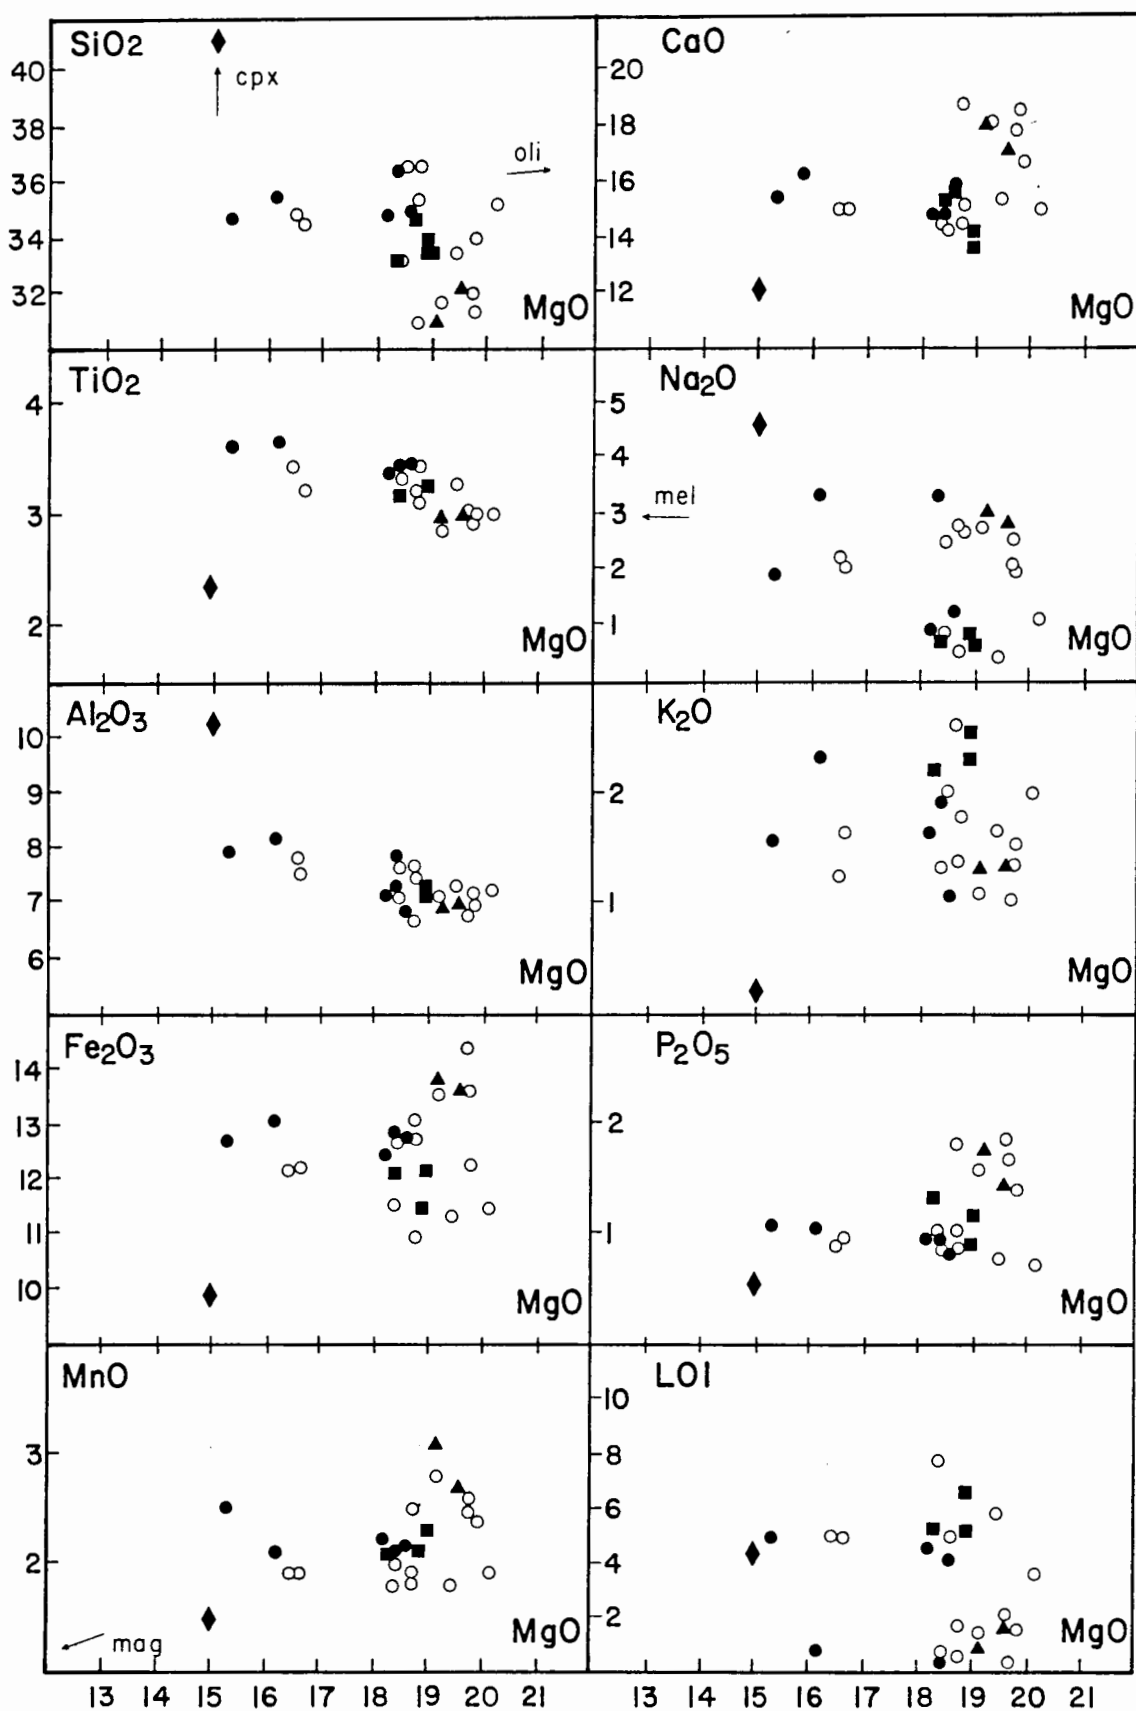 SiO2
CaO
40
cpx
20
38
18
oli
36
16
34
14
32
12
MgO
MgO
TiO2
Na2O
4
5
4
mel
3
3
2
2
1
MgO
MgO
Al2O3
K2O
10
9
2
8
7
1
6
MgO
MgO
Fe2O3
P2O5
14
13
2
12
11
1
10
MgO
MgO
MnO
LOI
10
3
8
6
2
4
2
mag
MgO
MgO
13 14 15 16 17 18 19 20 21
13 14 15 16 17 18 19 20 21